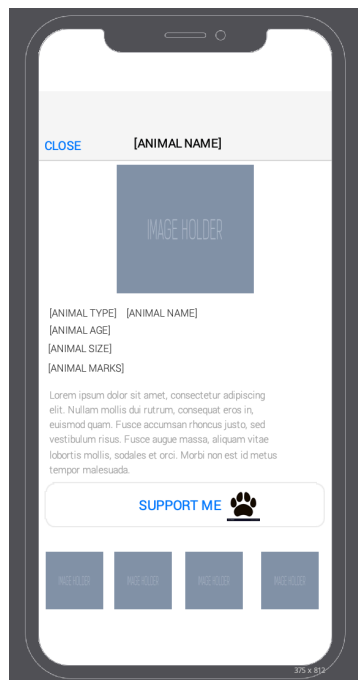 CLOSE [ANIMAL NAME]
IMAGE HOLDER
[ANIMAL TYPE] [ANIMAL NAME]
[ANIMAL AGE]
[ANIMAL SIZE]
[ANIMAL MARKS]
Lorem ipsum dolor sit amet, consectetur adipiscing
elit. Nullam mollis dui rutrum, consequat eros in,
euismod quam. Fusce accumsan rhoncus justo, sed
vestibulum risus. Fusce augue massa, aliquam vitae
lobortis mollis, sodales et orci. Morbi non est id metus
tempor malesuada.
SUPPORT ME
IMAGE HOLDER IMAGE HOLDER IMAGE HOLDER IMAGE HOLDER
375 x 812